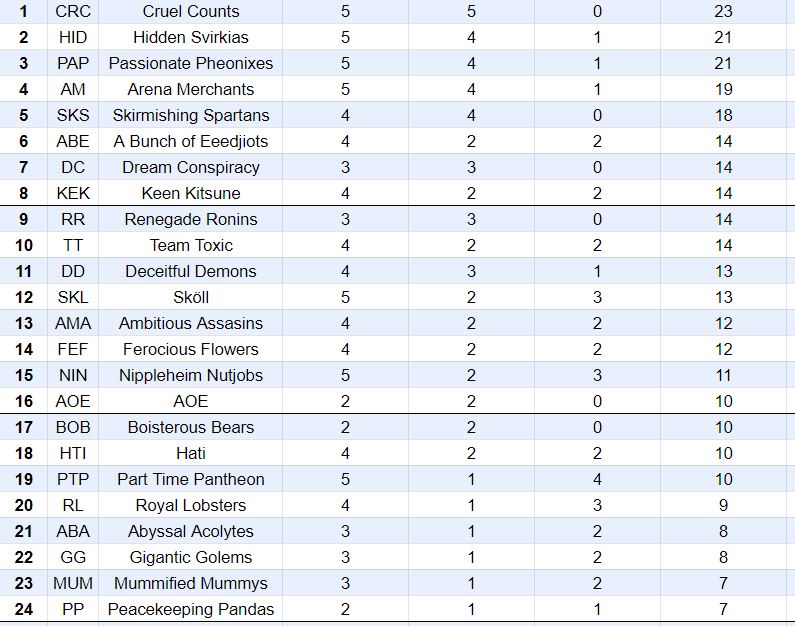 1 CRC Cruel Counts 5 5 0 23
2 HID Hidden Svirkias 5 4 1 21
3 PAP Passionate Pheonixes 5 4 1 21
4 AM Arena Merchants 5 4 1 19
5 SKS Skirmishing Spartans 4 4 0 18
6 ABE A Bunch of Eeedjiots 4 2 2 14
7 DC Dream Conspiracy 3 3 0 14
8 KEK Keen Kitsune 4 2 2 14
9 RR Renegade Ronins 3 3 0 14
10 TT Team Toxic 4 2 2 14
11 DD Deceitful Demons 4 3 1 13
12 SKL Sköll 5 2 3 13
13 AMA Ambitious Assasins 4 2 2 12
14 FEF Ferocious Flowers 4 2 2 12
15 NIN Nippleheim Nutjobs 5 2 3 11
16 AOE AOE 2 2 0 10
17 BOB Boisterous Bears 2 2 0 10
18 HTI Hati 4 2 2 10
19 PTP Part Time Pantheon 5 1 4 10
20 RL Royal Lobsters 4 1 3 9
21 ABA Abyssal Acolytes 3 1 2 8
22 GG Gigantic Golems 3 1 2 8
23 MUM Mummified Mummys 3 1 2 7
24 PP Peacekeeping Pandas 2 1 1 7